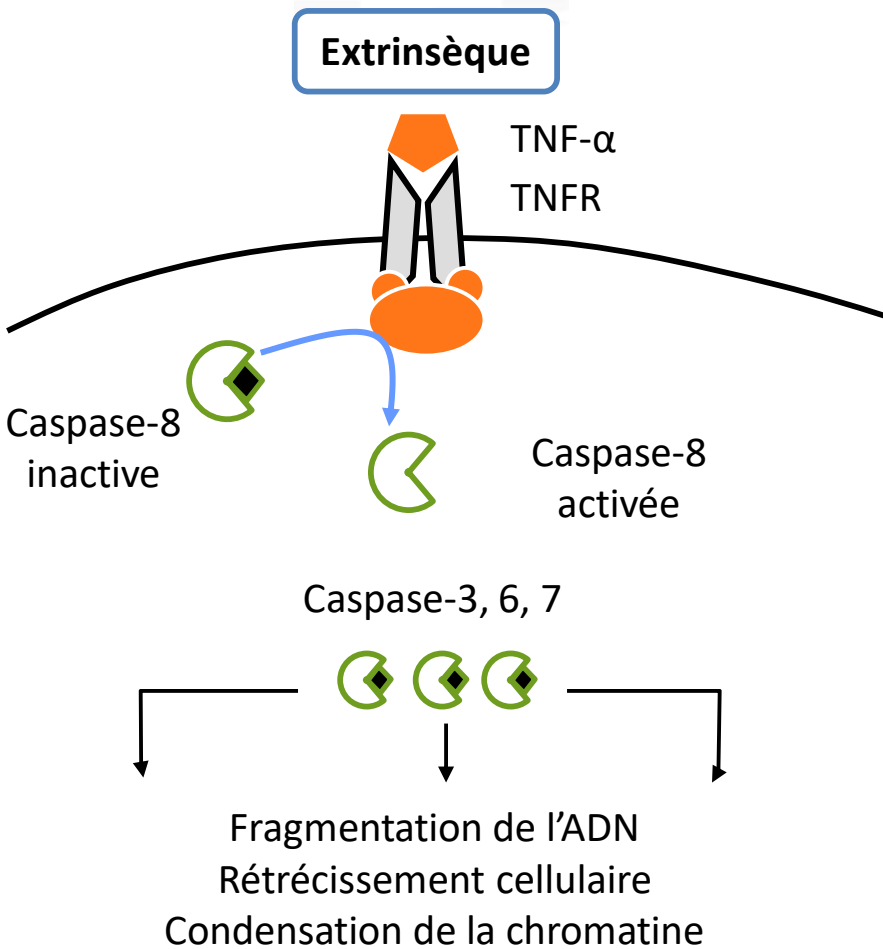 Extrinsèque
TNF-α
TNFR
Caspase-8
inactive
Caspase-8
activée
Caspase-3, 6, 7
Fragmentation de l’ADN
Rétrécissement cellulaire
Condensation de la chromatine